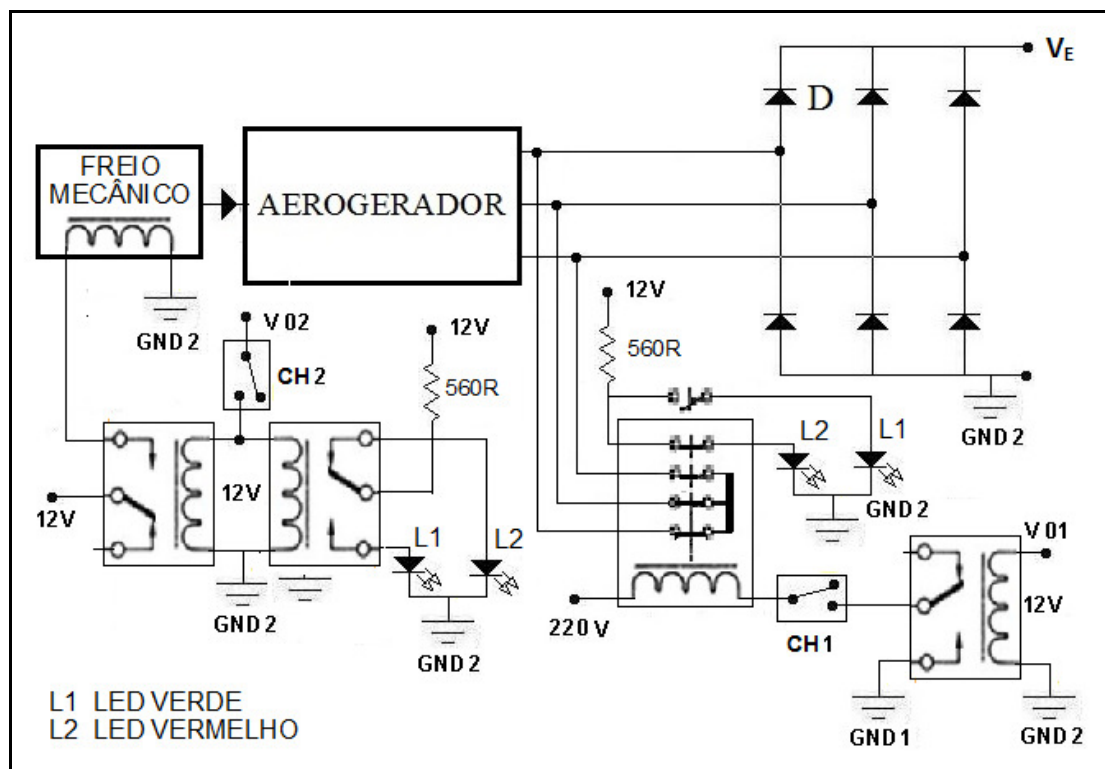 V_E
D
FREIO
MECÂNICO
AEROGERADOR
GND 2
V 02
CH 2
12V
560R
12V
560R
GND 2
L2
L1
12V
12V
L1
L2
GND 2
V 01
12V
220 V
CH 1
GND 2
GND 2
GND 1
GND 2
L1 LED VERDE
L2 LED VERMELHO